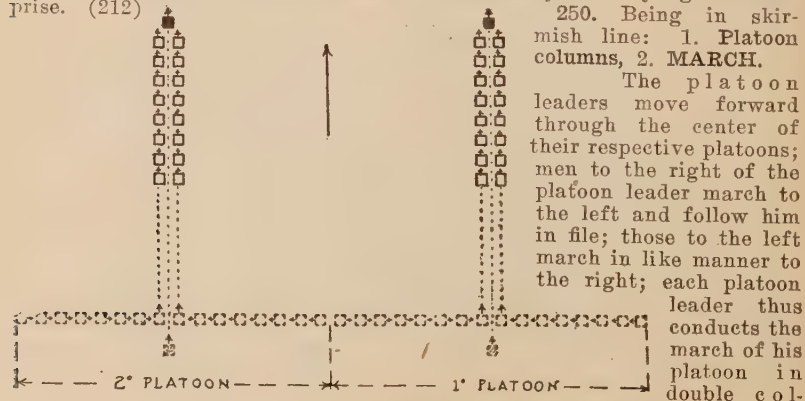 prise. (212)
250. Being in skir-
mish line: 1. Platoon
columns, 2. MARCH.
The platoon
leaders move forward
through the center of
their respective platoons;
men to the right of the
platoon leader march to
the left and follow him
in file; those to the left
march in like manner to
the right; each platoon
leader thus
conducts the
march of his
platoon in
double col-
2° PLATOON
1° PLATOON